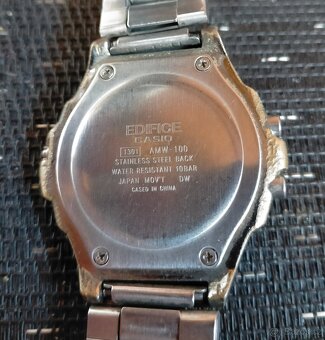 EDIFICE
CASIO
1301 AMW-100
STAINLESS STEEL BACK
WATER RESISTANT 10BAR
JAPAN MOV'T DW
CASED IN CHINA